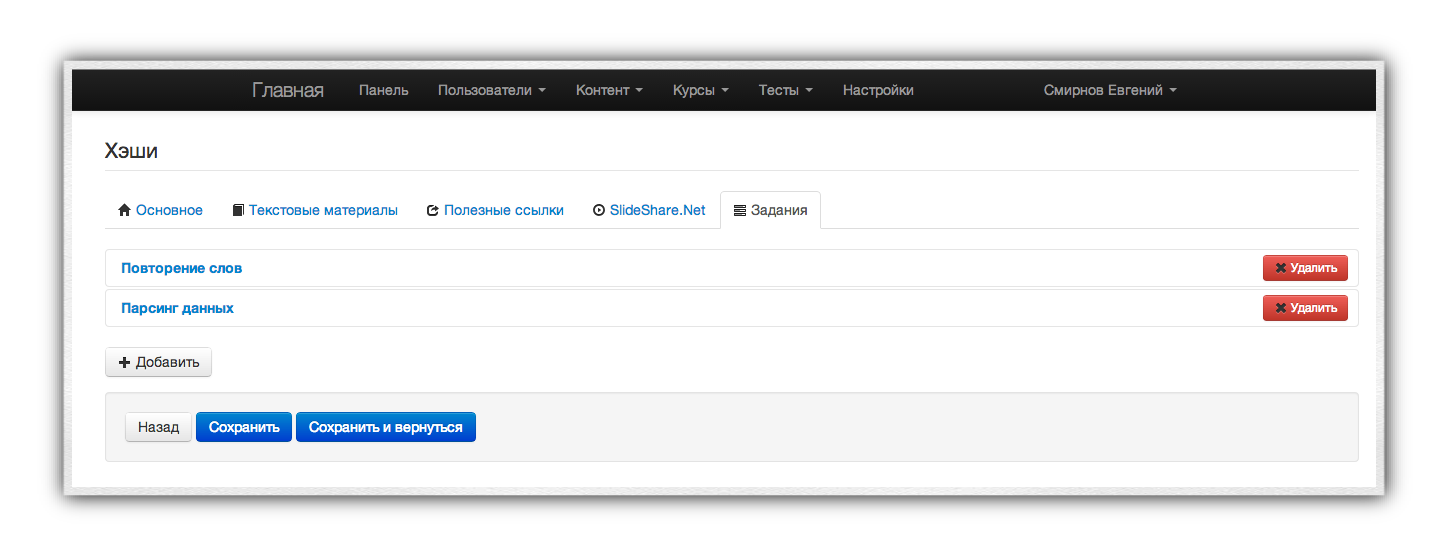 Главная Панель Пользователи Контент Курсы Тесты Настройки Смирнов Евгений
Хэши
Основное Текстовые материалы Полезные ссылки SlideShare.Net Задания
Повторение слов Удалить
Парсинг данных Удалить
Добавить
Назад Сохранить Сохранить и вернуться